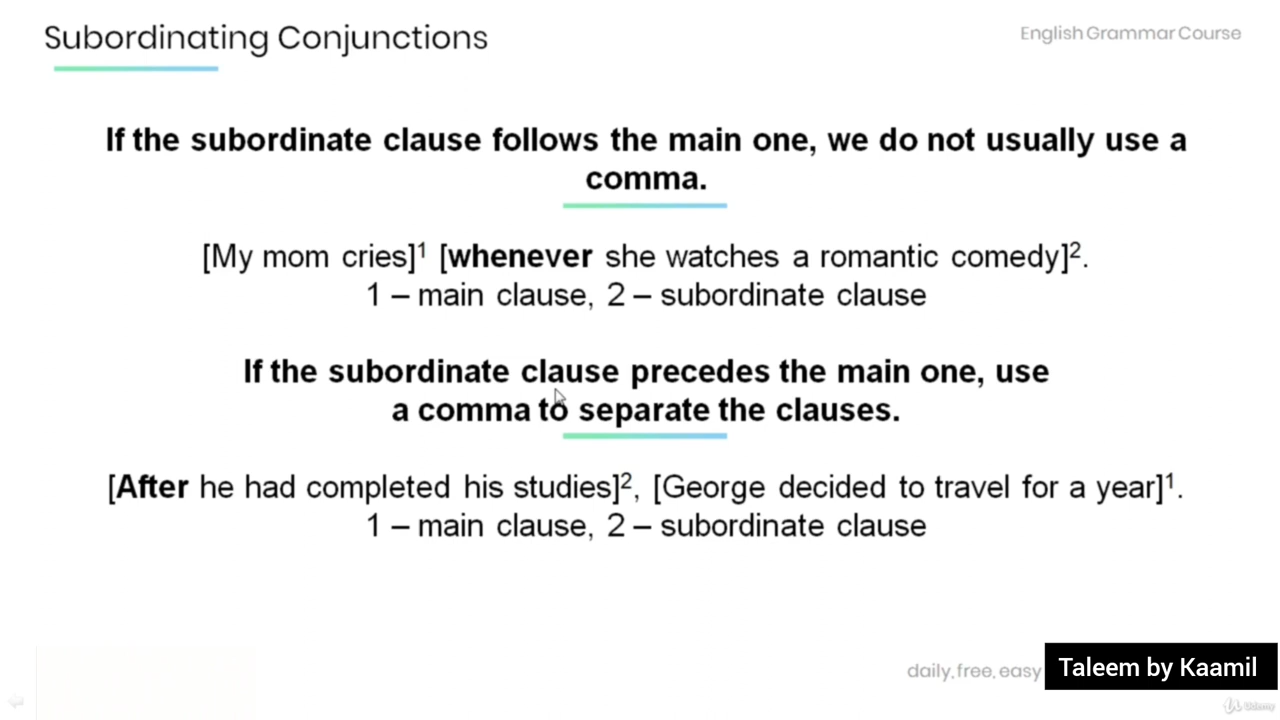 Subordinating Conjunctions
English Grammar Course
If the subordinate clause follows the main one, we do not usually use a
comma.
[My mom cries]¹ [whenever she watches a romantic comedy]².
1 – main clause, 2 – subordinate clause
If the subordinate clause precedes the main one, use
a comma to separate the clauses.
[After he had completed his studies]², [George decided to travel for a year]¹.
1 – main clause, 2 – subordinate clause
daily, free, easy
Taleem by Kaamil
Udemy